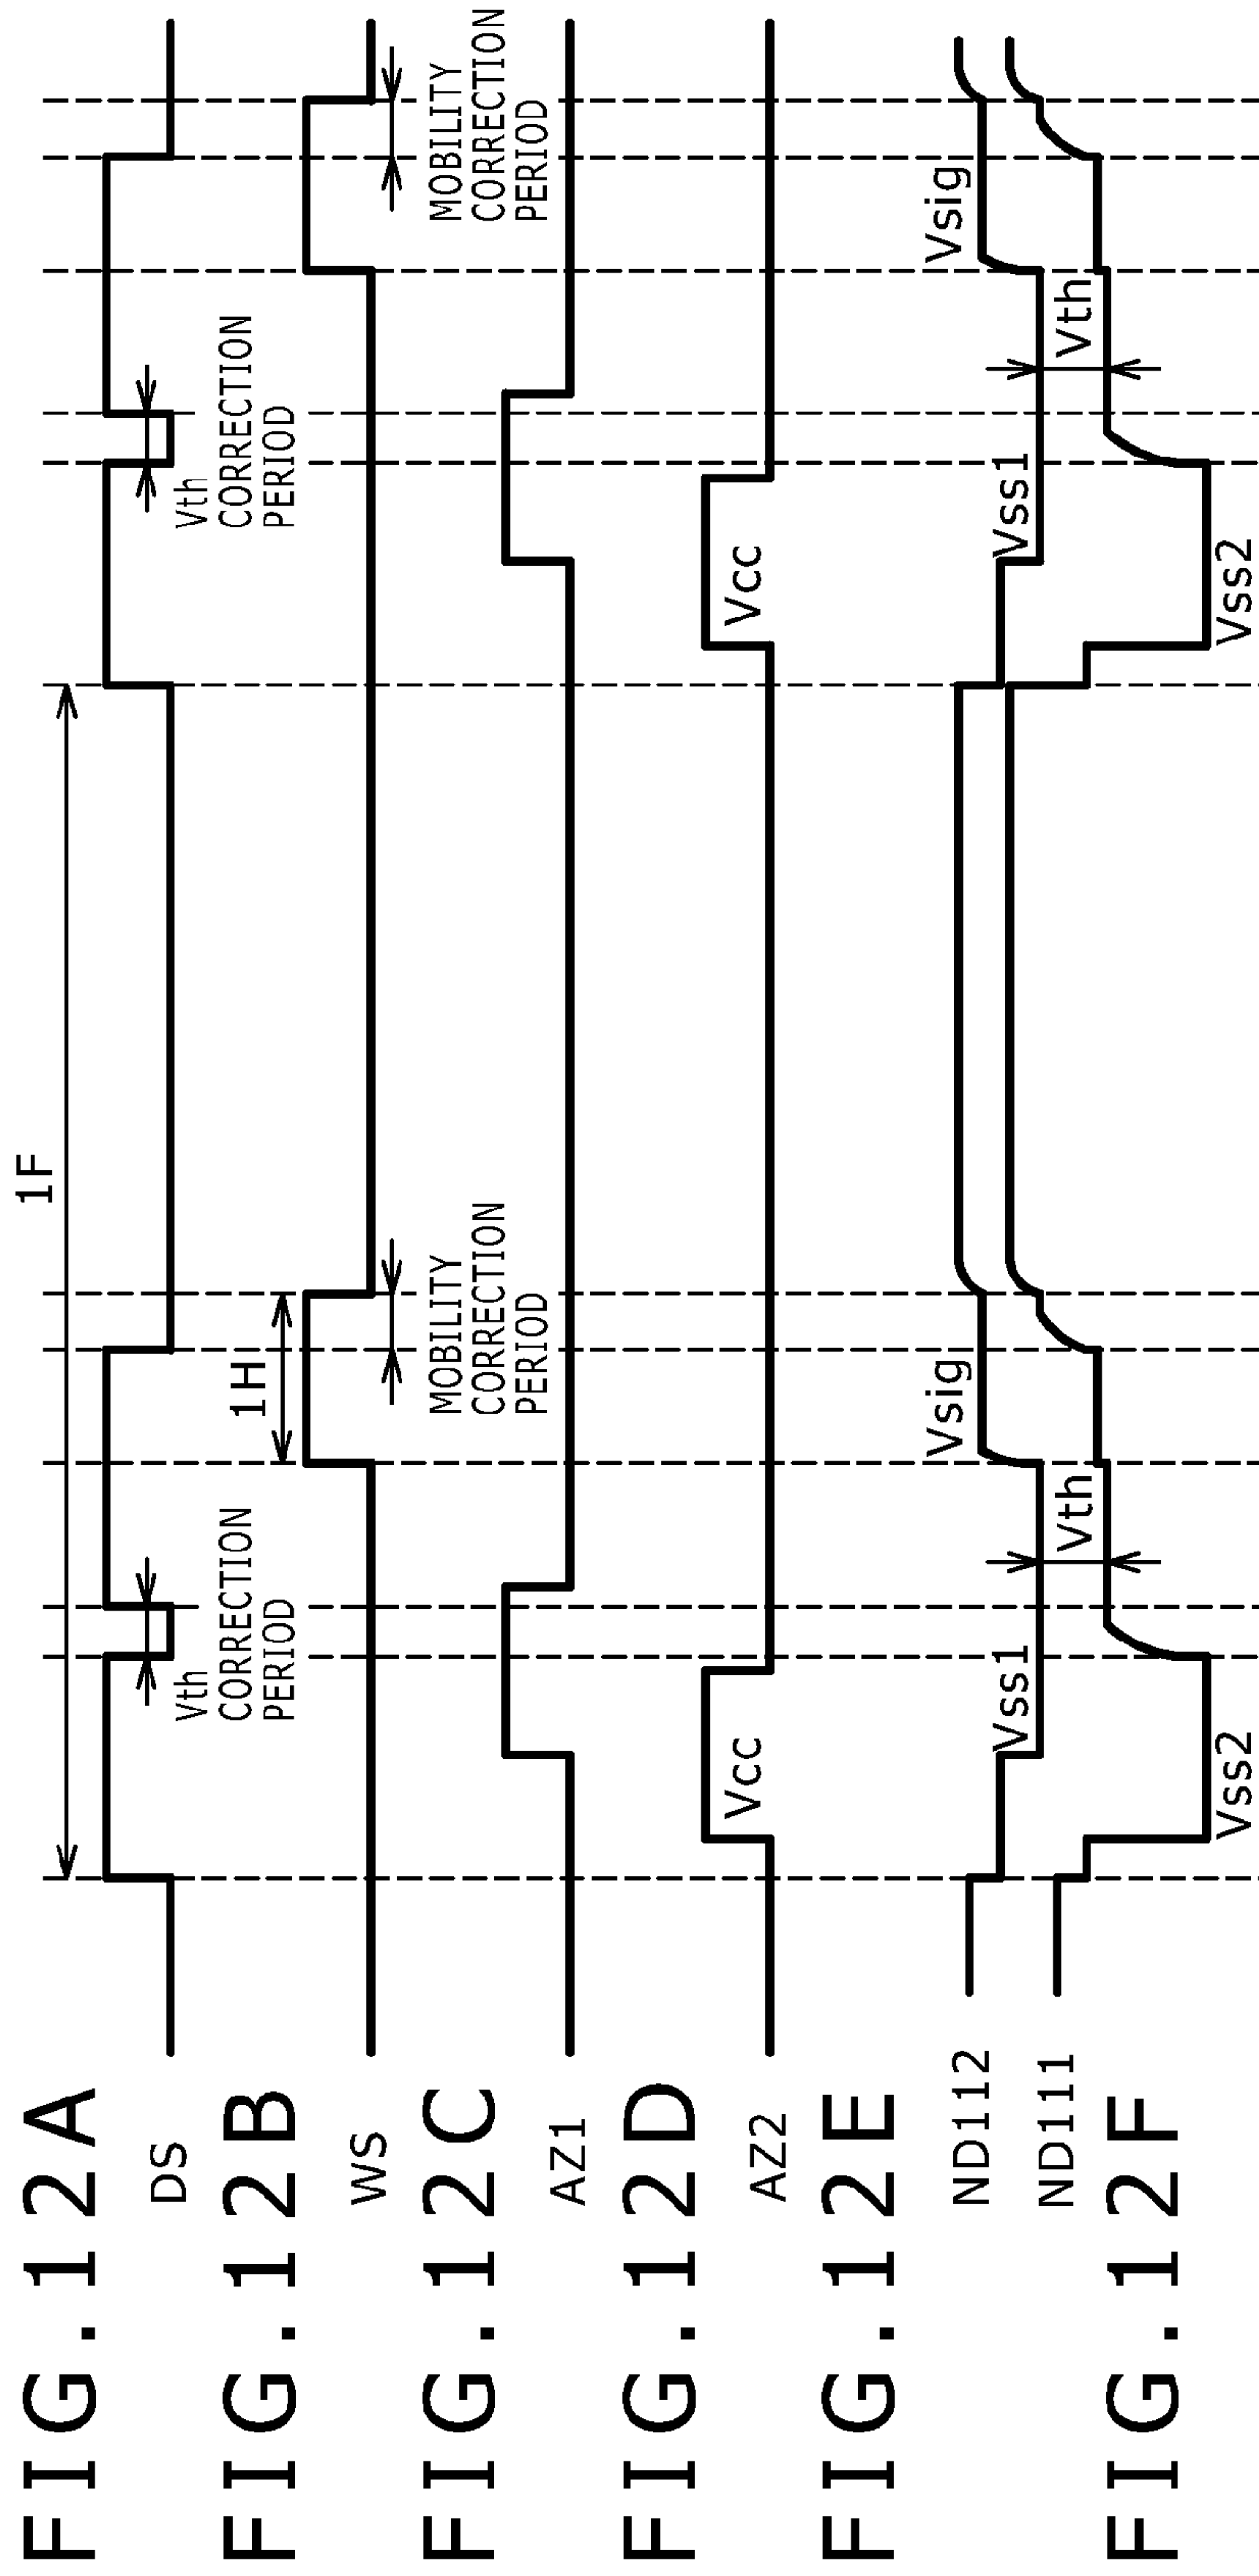 1F
FIG.12A
DS
Vth
CORRECTION
PERIOD
Vth
CORRECTION
PERIOD
FIG.12B
1H
WS
MOBILITY
CORRECTION
PERIOD
MOBILITY
CORRECTION
PERIOD
FIG.12C
AZ1
FIG.12D
Vcc
Vcc
AZ2
FIG.12E
Vsig
Vsig
ND112
Vss1
Vss1
ND111
Vth
Vth
FIG.12F
Vss2
Vss2